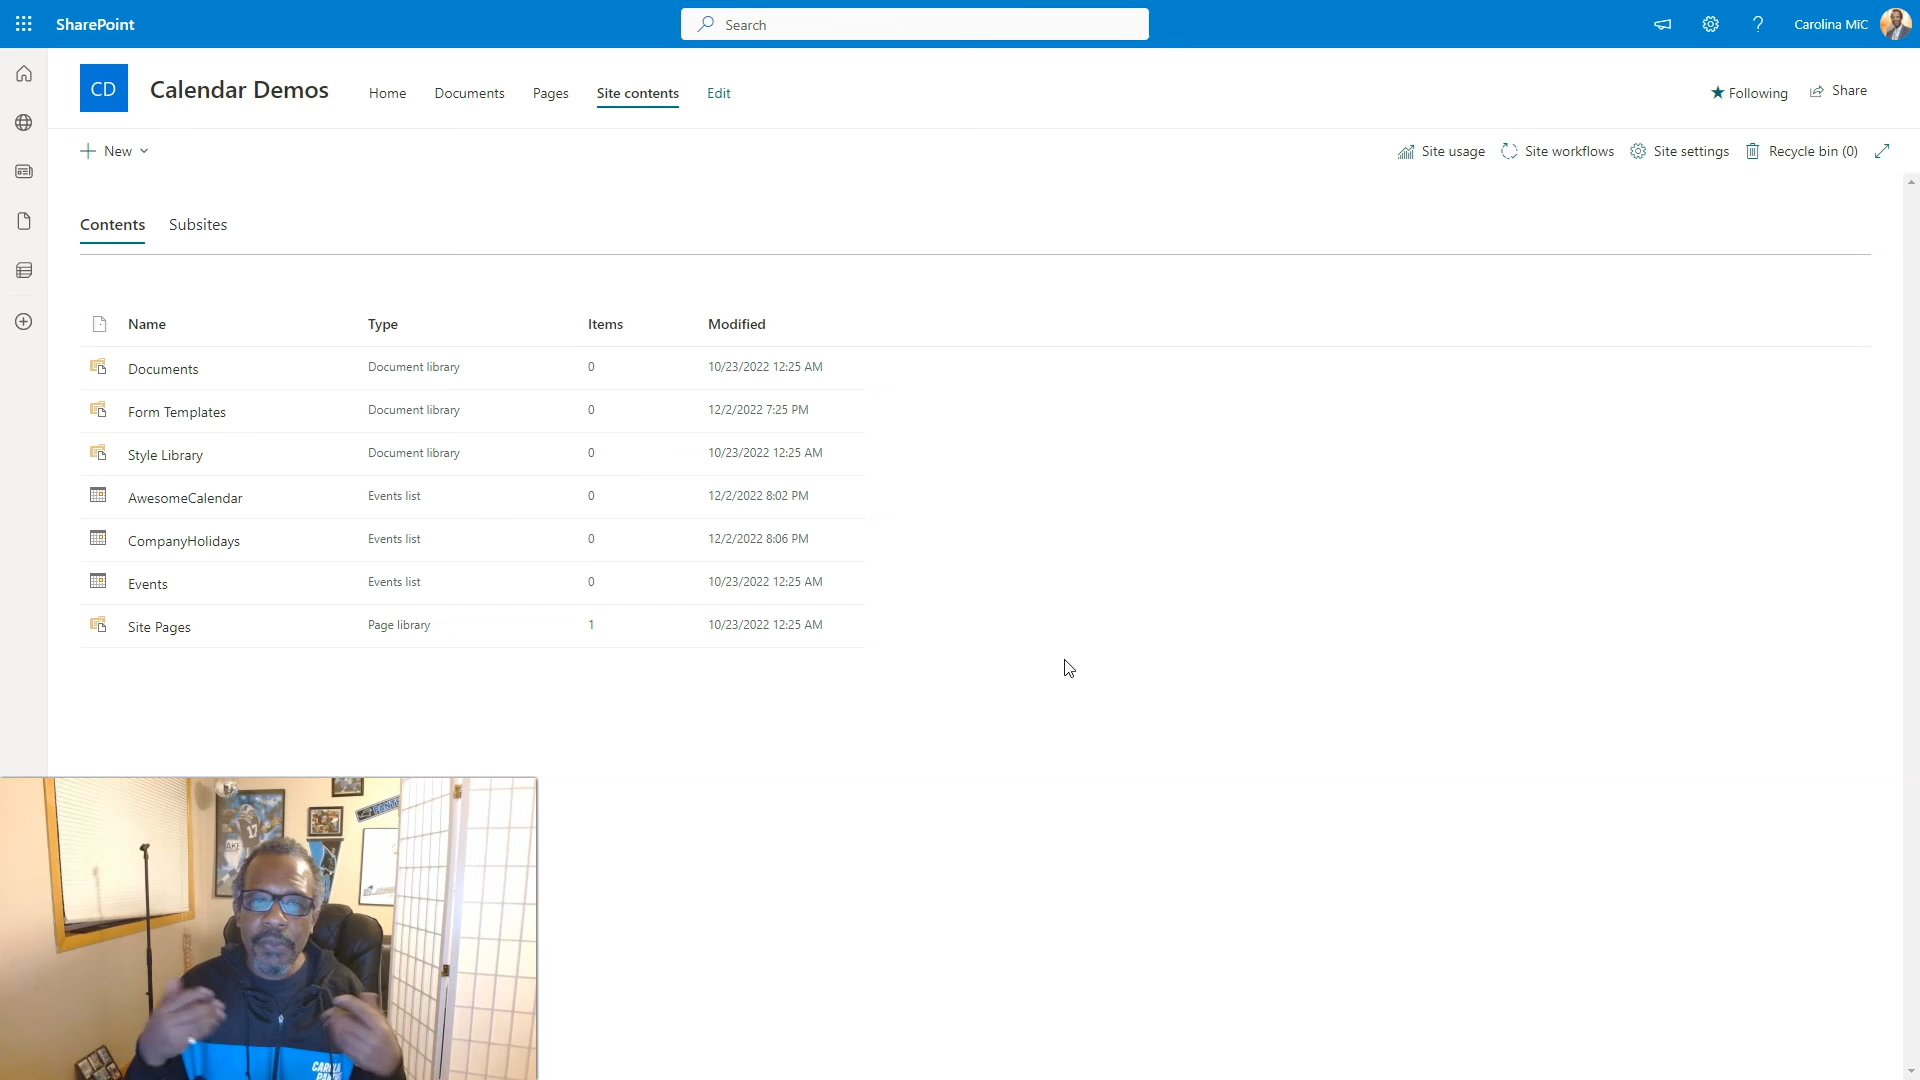 SharePoint
Search
Carolina MiC
CD
Calendar Demos
Home
Documents
Pages
Site contents
Edit
Following
Share
New
Site usage
Site workflows
Site settings
Recycle bin (0)
Contents
Subsites
Name Type Items Modified
Documents Document library 0 10/23/2022 12:25 AM
Form Templates Document library 0 12/2/2022 7:25 PM
Style Library Document library 0 10/23/2022 12:25 AM
AwesomeCalendar Events list 0 12/2/2022 8:02 PM
CompanyHolidays Events list 0 12/2/2022 8:06 PM
Events Events list 0 10/23/2022 12:25 AM
Site Pages Page library 1 10/23/2022 12:25 AM
17